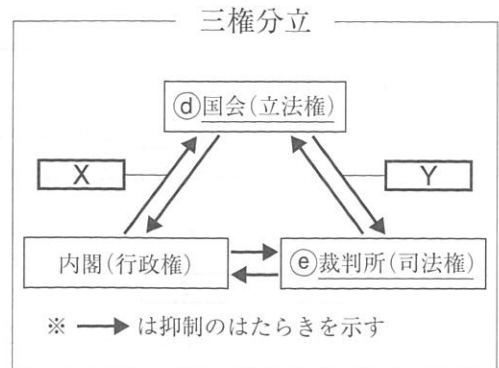 三権分立
ⓓ国会(立法権)
X
Y
内閣(行政権)
ⓔ裁判所(司法権)
※ → は抑制のはたらきを示す